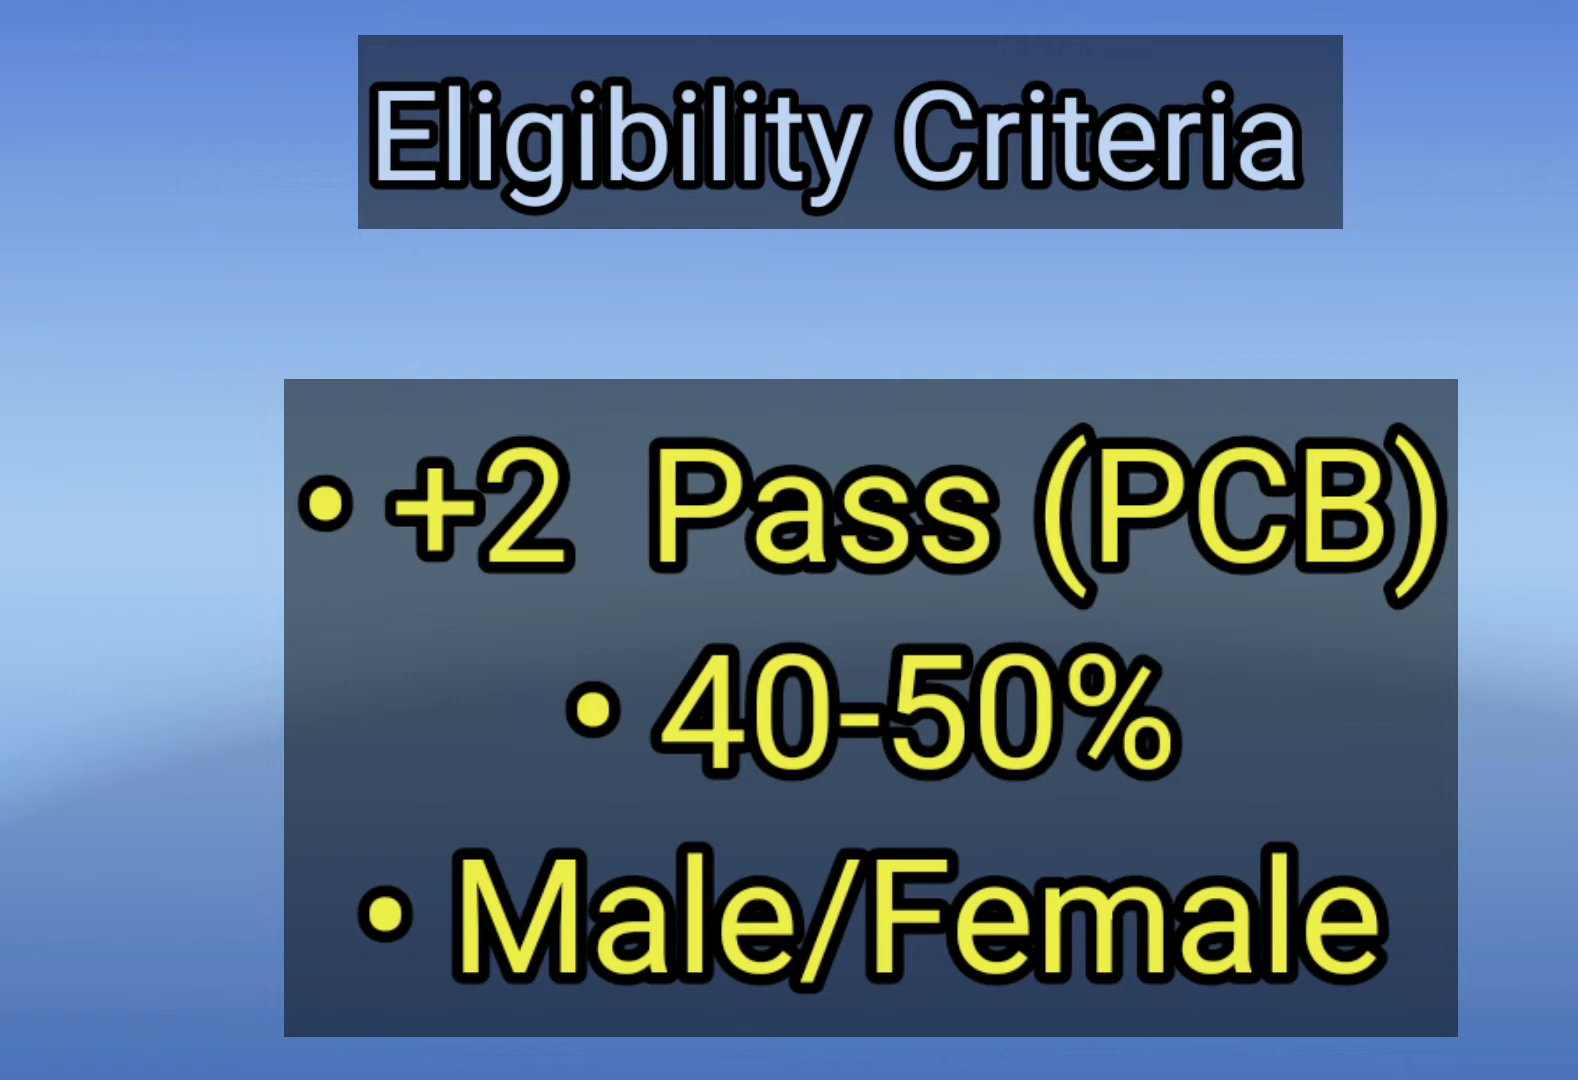 Eligibility Criteria
• +2 Pass (PCB)
• 40-50%
• Male/Female